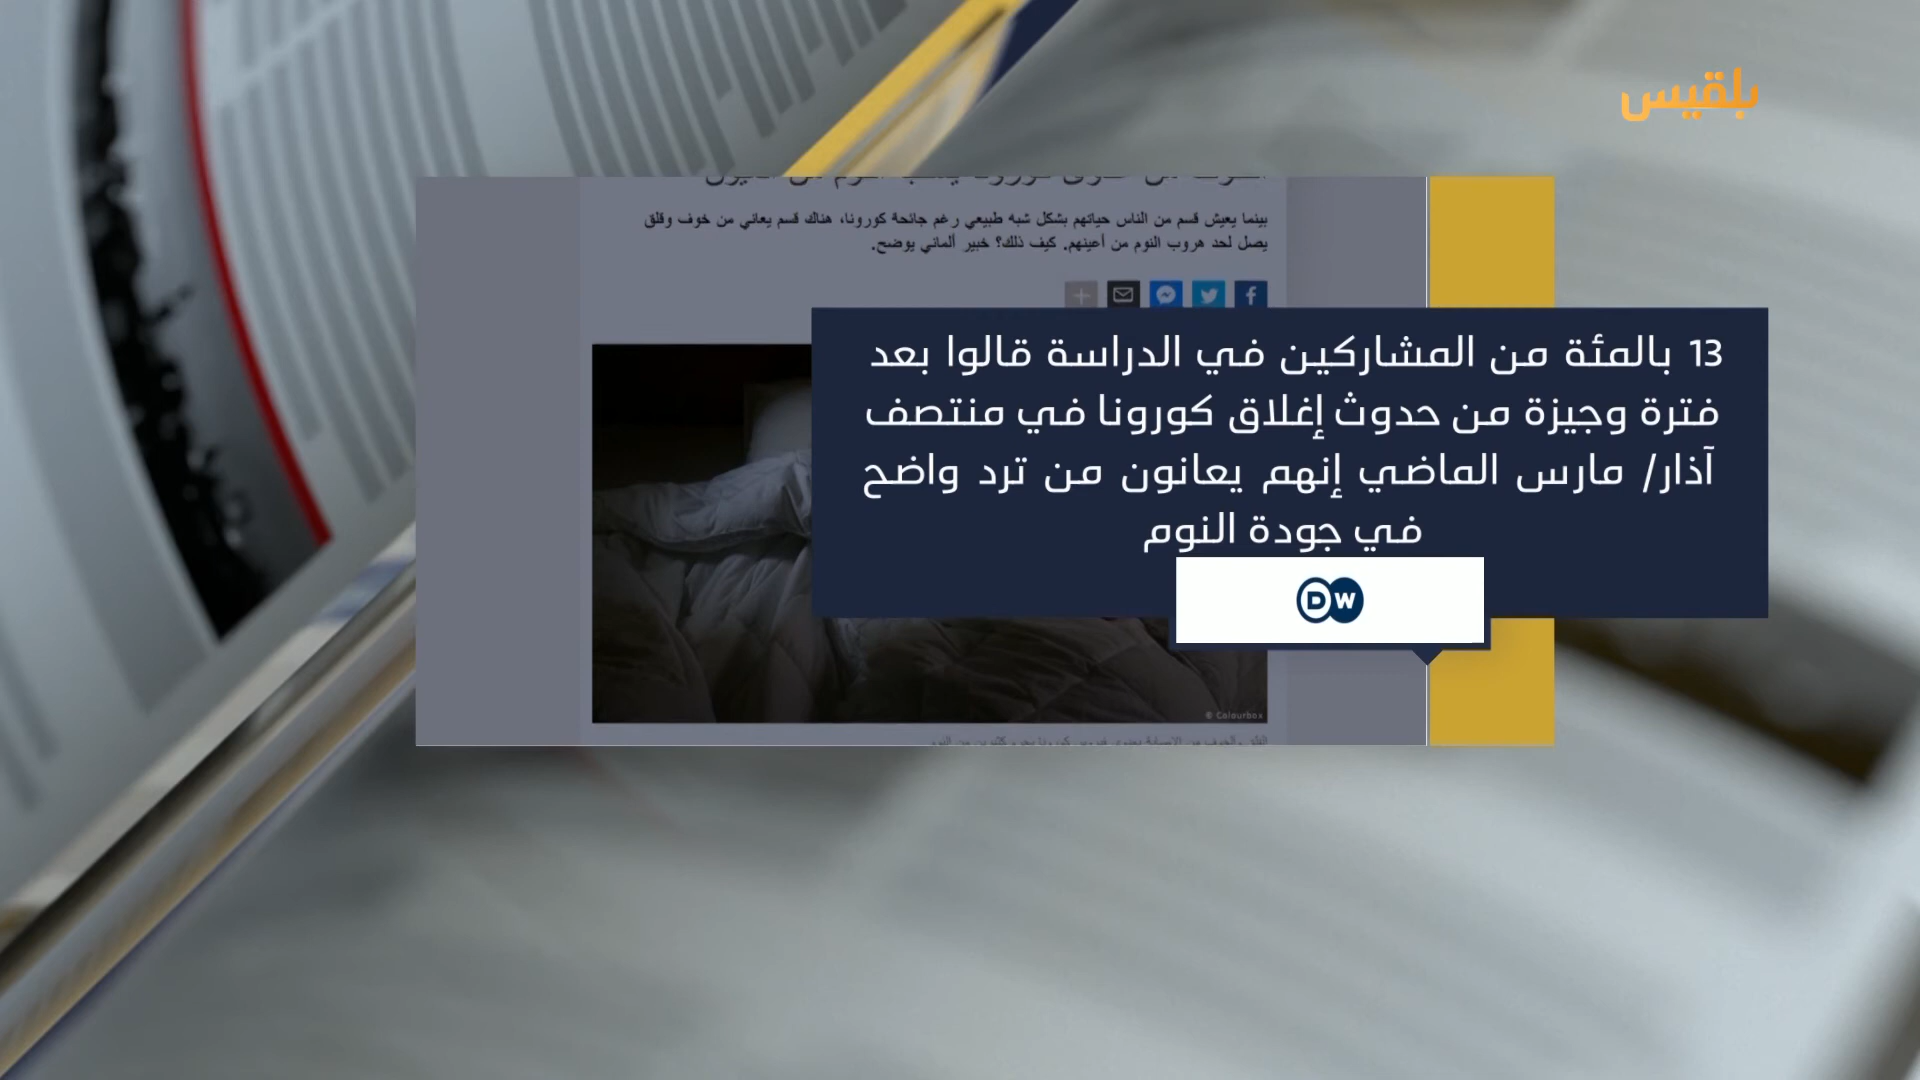 بلقيس
بينما يعيش قسم من الناس حياتهم بشكل شبه طبيعي رغم جائحة كورونا، هناك قسم يعاني من خوف وقلق
يصل لحد هروب النوم من أعينهم. كيف ذلك؟ خبير ألماني يوضح.
13 بالمئة من المشاركين في الدراسة قالوا بعد
فترة وجيزة من حدوث إغلاق كورونا في منتصف
آذار/ مارس الماضي إنهم يعانون من ترد واضح
في جودة النوم
DW
© Colourbox